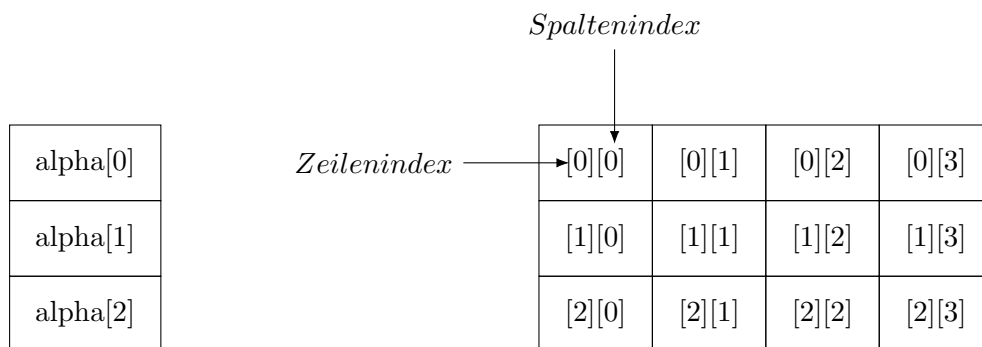 Spaltenindex
alpha[0] Zeilenindex [0][0] [0][1] [0][2] [0][3]
alpha[1] [1][0] [1][1] [1][2] [1][3]
alpha[2] [2][0] [2][1] [2][2] [2][3]